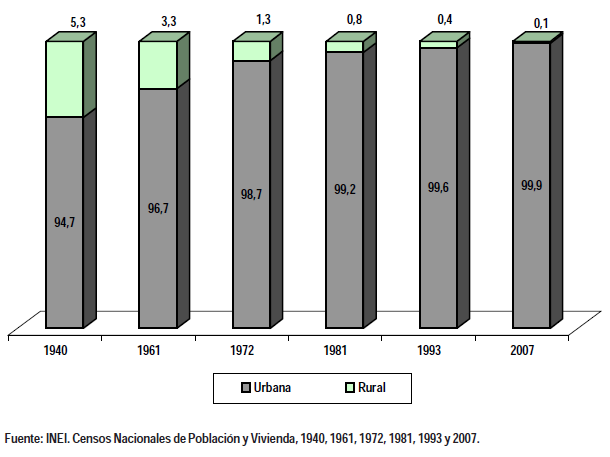 5,3 3,3 1,3 0,8 0,4 0,1
94,7 96,7 98,7 99,2 99,6 99,9
1940 1961 1972 1981 1993 2007
Urbana Rural
Fuente: INEI. Censos Nacionales de Población y Vivienda, 1940, 1961, 1972, 1981, 1993 y 2007.